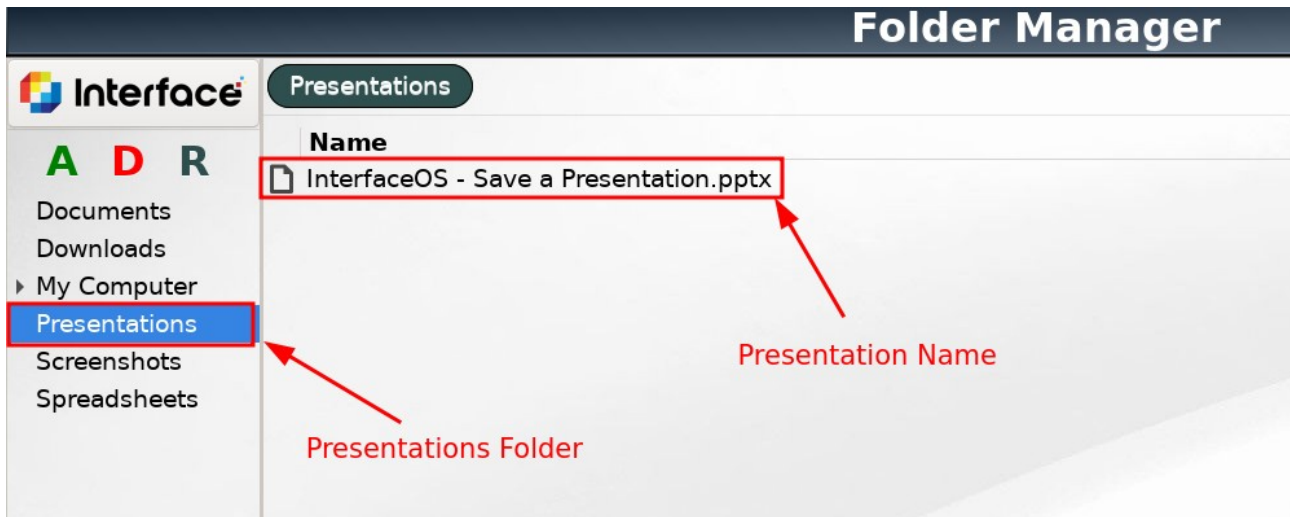 Folder Manager
Interface
Presentations
Name
A D R
InterfaceOS - Save a Presentation.pptx
Documents
Downloads
My Computer
Presentations
Screenshots
Presentation Name
Spreadsheets
Presentations Folder